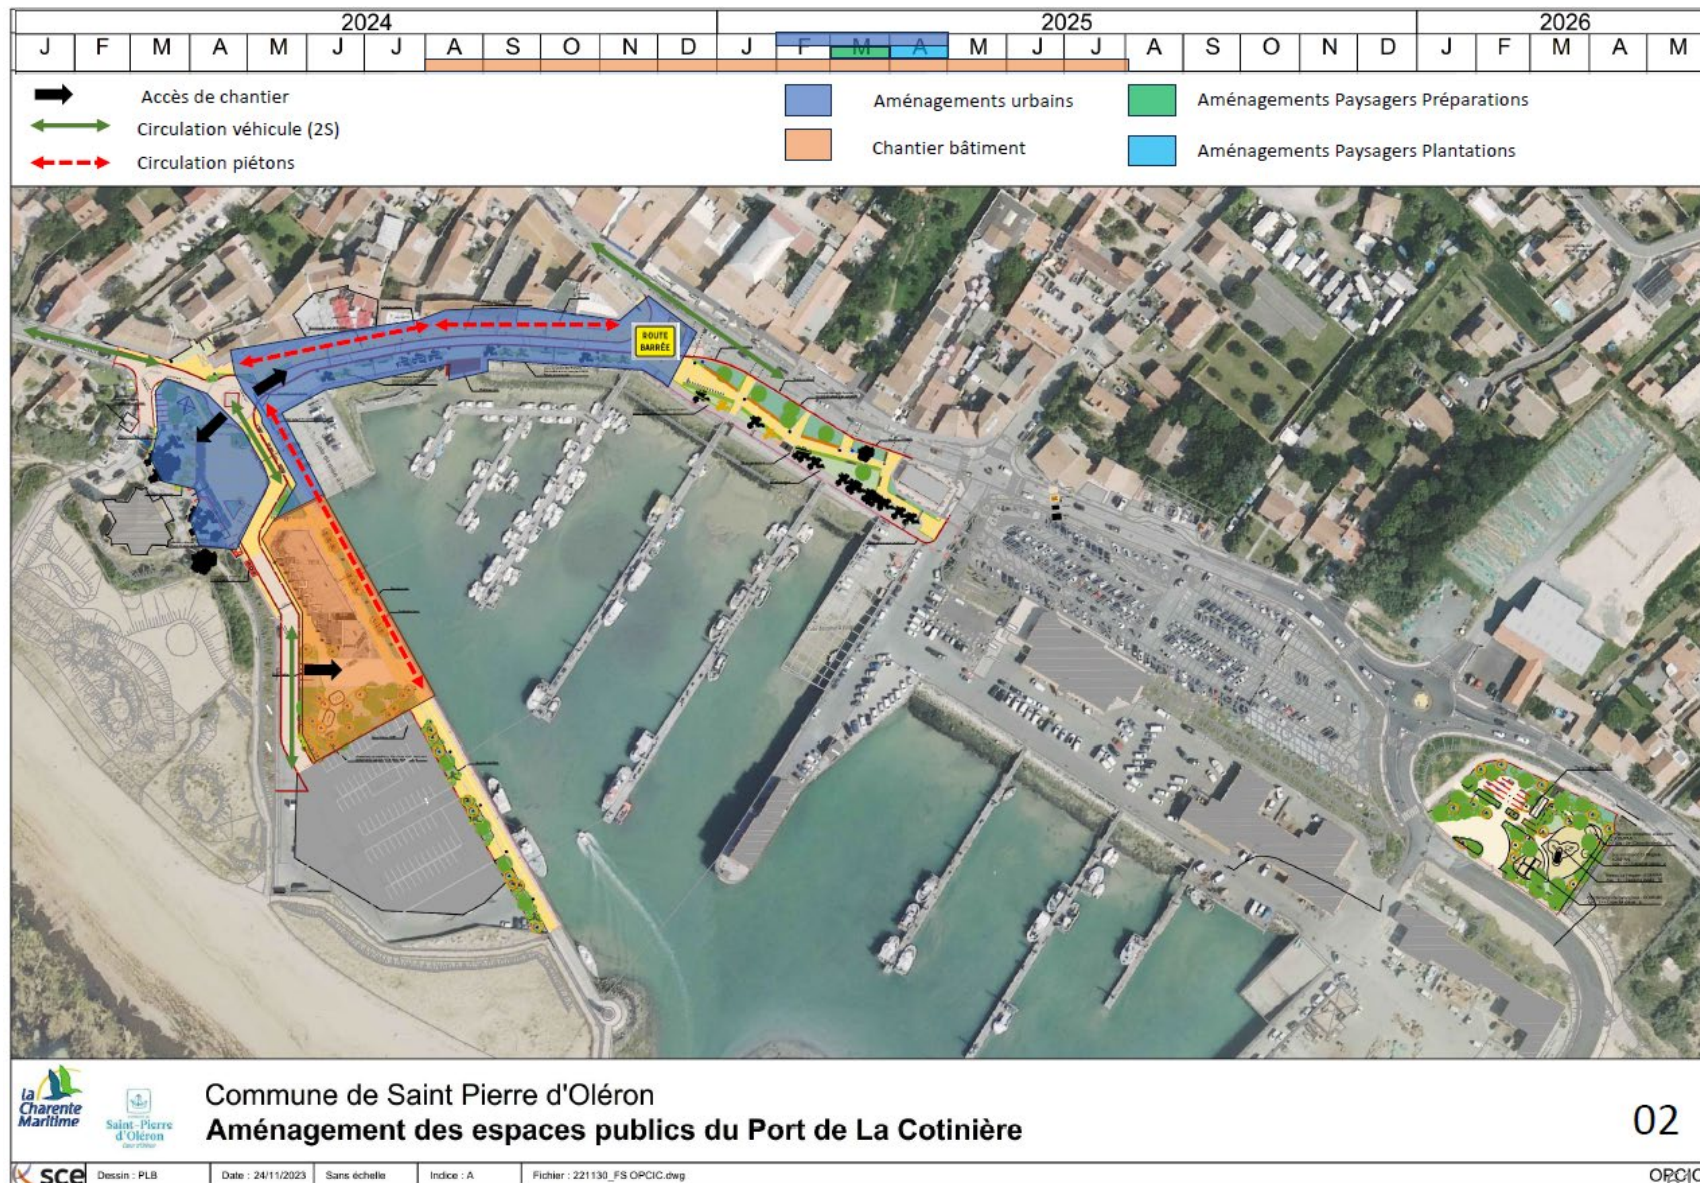 2024 2025 2026
J F M A M J J A S O N D J F M A M J J A S O N D J F M A M
Accès de chantier
Circulation véhicule (2S)
Circulation piétons
Aménagements urbains
Chantier bâtiment
Aménagements Paysagers Préparations
Aménagements Paysagers Plantations
ROUTE
BARRÉE
la
Charente
Maritime
Saint-Pierre
d'Oléron
Commune de Saint Pierre d'Oléron
Aménagement des espaces publics du Port de La Cotinière
02
sce
Dessin : PLB
Date : 24/11/2023
Sans échelle
Indice : A
Fichier : 221130_FS OPCIC.dwg